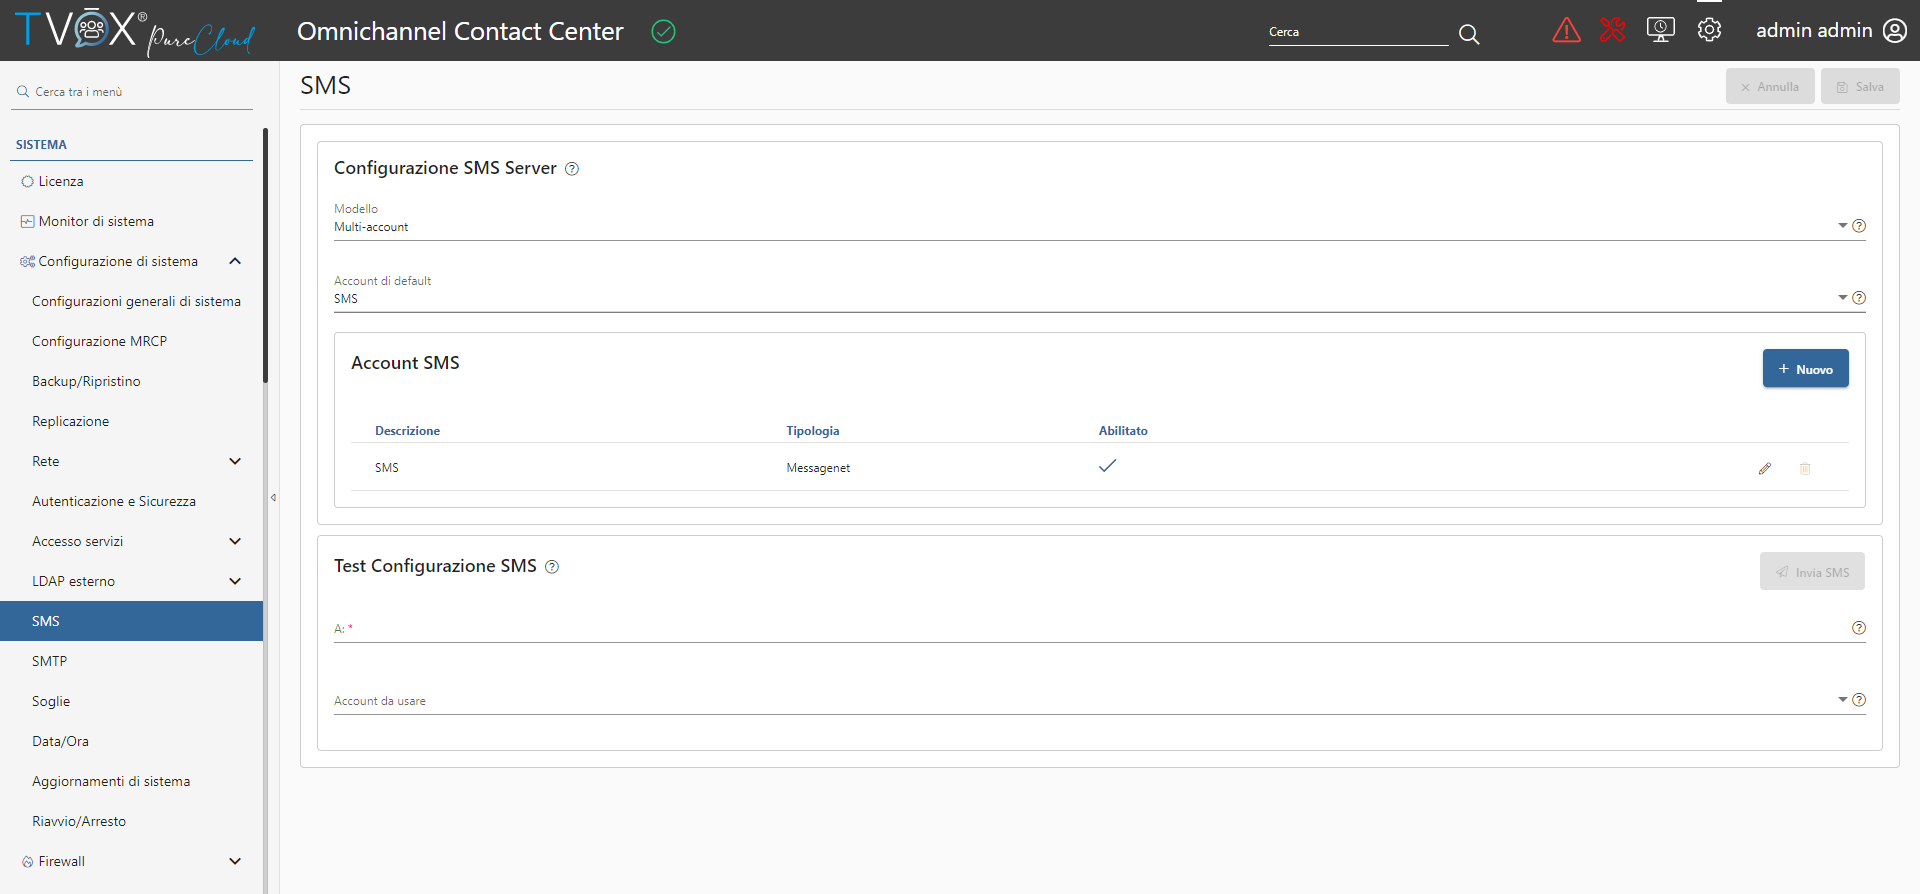 TVOX® PureCloud
Omnichannel Contact Center
Cerca
admin admin
Cerca tra i menù
SISTEMA
Licenza
Monitor di sistema
Configurazione di sistema
Configurazioni generali di sistema
Configurazione MRCP
Backup/Ripristino
Replicazione
Rete
Autenticazione e Sicurezza
Accesso servizi
LDAP esterno
SMS
SMTP
Soglie
Data/Ora
Aggiornamenti di sistema
Riavvio/Arresto
Firewall
SMS
Annulla
Salva
Configurazione SMS Server
Modello
Multi-account
Account di default
SMS
Account SMS
+ Nuovo
Descrizione Tipologia Abilitato
SMS Messagenet
Test Configurazione SMS
Invia SMS
A: *
Account da usare